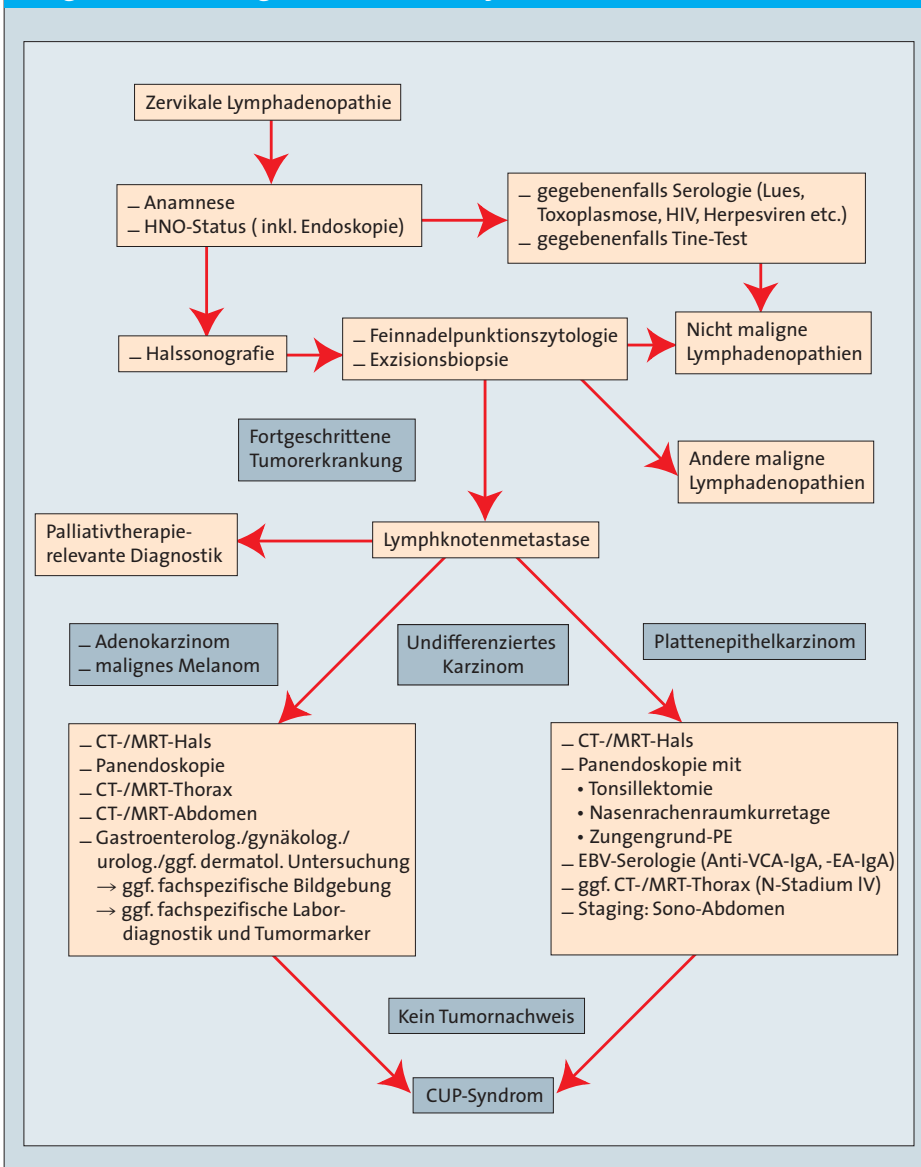 Zervikale Lymphadenopathie
– Anamnese
– HNO-Status ( inkl. Endoskopie)
– gegebenenfalls Serologie (Lues,
Toxoplasmose, HIV, Herpesviren etc.)
– gegebenenfalls Tine-Test
– Halssonografie
– Feinnadelpunktionszytologie
– Exzisionsbiopsie
Nicht maligne
Lymphadenopathien
Fortgeschrittene
Tumorerkrankung
Andere maligne
Lymphadenopathien
Palliativtherapie-
relevante Diagnostik
Lymphknotenmetastase
– Adenokarzinom
– malignes Melanom
Undifferenziertes
Karzinom
Plattenepithelkarzinom
– CT-/MRT-Hals
– Panendoskopie
– CT-/MRT-Thorax
– CT-/MRT-Abdomen
– Gastroenterolog./gynäkolog./
urolog./ggf. dermatol. Untersuchung
→ ggf. fachspezifische Bildgebung
→ ggf. fachspezifische Labor-
diagnostik und Tumormarker
– CT-/MRT-Hals
– Panendoskopie mit
• Tonsillektomie
• Nasenrachenraumkurretage
• Zungengrund-PE
– EBV-Serologie (Anti-VCA-IgA, -EA-IgA)
– ggf. CT-/MRT-Thorax (N-Stadium IV)
– Staging: Sono-Abdomen
Kein Tumornachweis
CUP-Syndrom